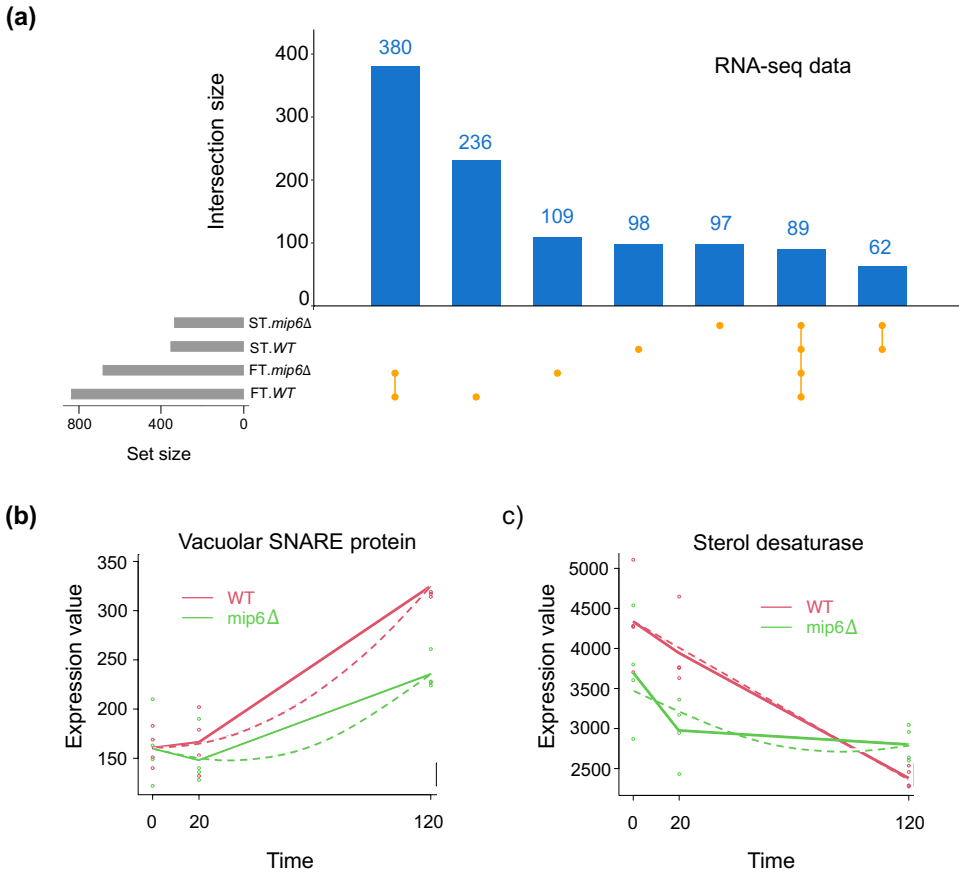 (a)
RNA-seq data
Intersection size
400
300
200
100
0
380
236
109
98
97
89
62
ST.mip6Δ
ST.WT
FT.mip6Δ
FT.WT
800
400
0
Set size
(b)
Vacuolar SNARE protein
Expression value
350
300
250
200
150
WT
mip6Δ
0
20
120
Time
c)
Sterol desaturase
Expression value
5000
4500
4000
3500
3000
2500
WT
mip6Δ
0
20
120
Time